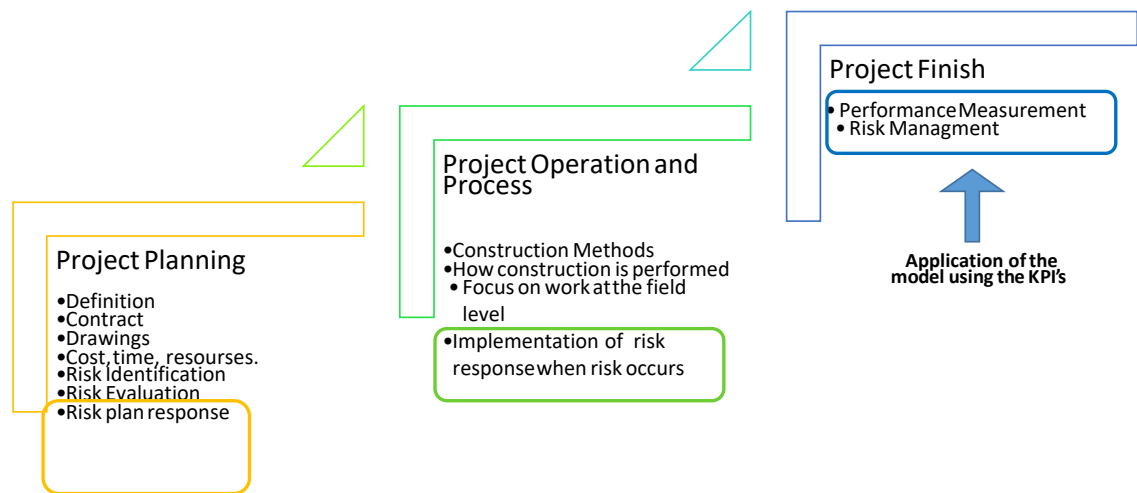 Project Planning
•Definition
•Contract
•Drawings
•Cost, time, resourses.
•Risk Identification
•Risk Evaluation
•Risk plan response
Project Operation and
Process
•Construction Methods
•How construction is performed
• Focus on work at the field
level
•Implementation of risk
response when risk occurs
Project Finish
• Performance Measurement
• Risk Managment
Application of the
model using the KPI's